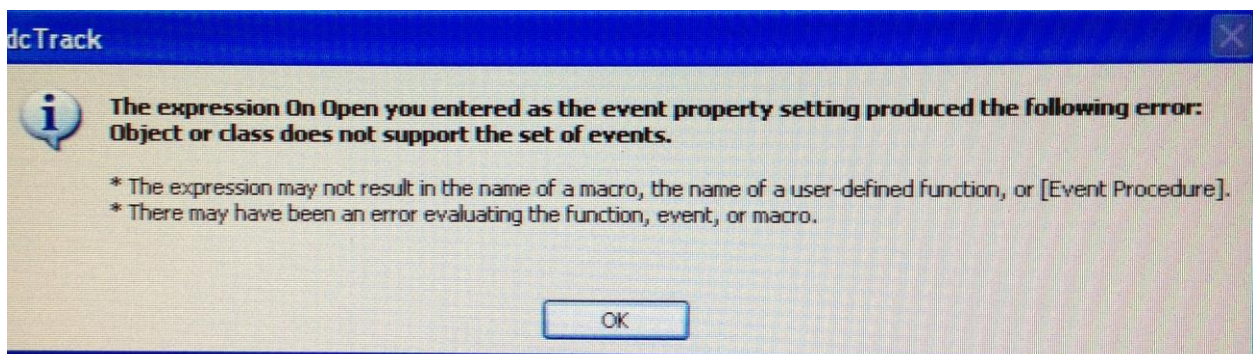 dcTrack
The expression On Open you entered as the event property setting produced the following error:
Object or class does not support the set of events.
* The expression may not result in the name of a macro, the name of a user-defined function, or [Event Procedure].
* There may have been an error evaluating the function, event, or macro.
OK